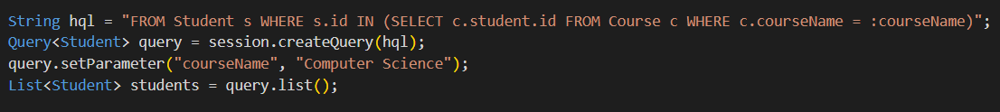 String hql = "FROM Student s WHERE s.id IN (SELECT c.student.id FROM Course c WHERE c.courseName = :courseName)";
Query<Student> query = session.createQuery(hql);
query.setParameter("courseName", "Computer Science");
List<Student> students = query.list();